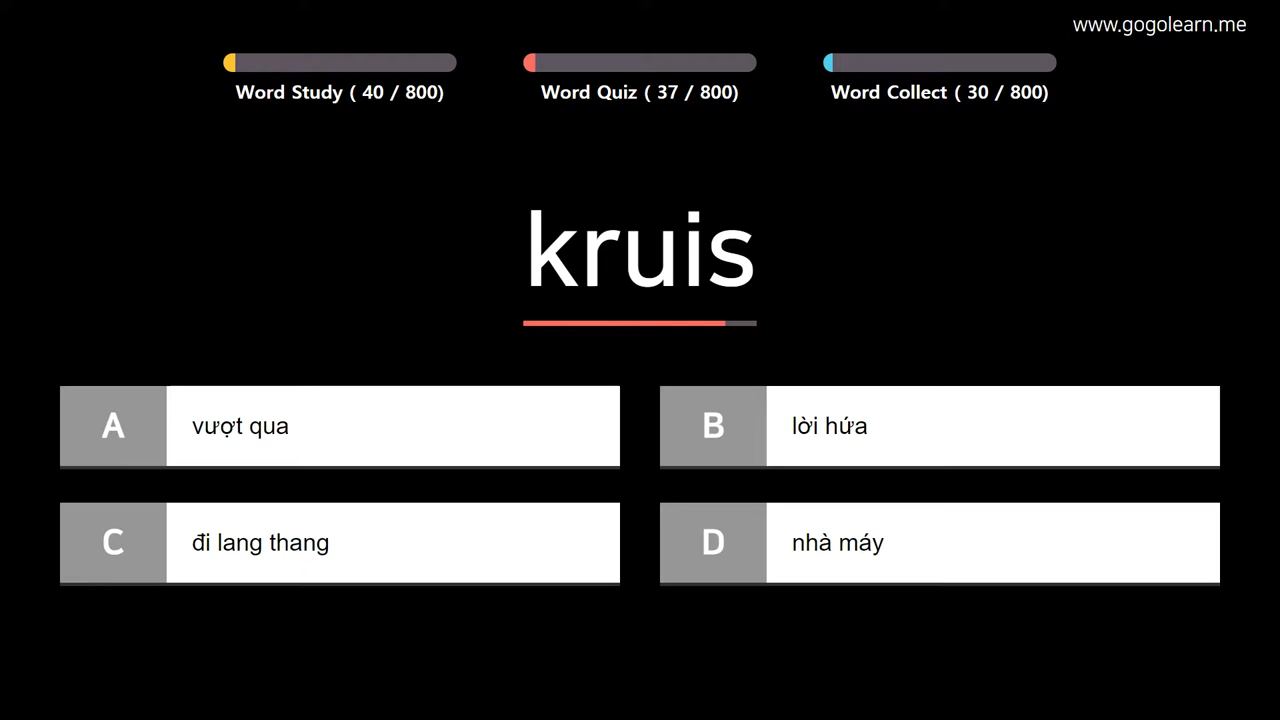 www.gogolearn.me
Word Study ( 40 / 800)
Word Quiz ( 37 / 800)
Word Collect ( 30 / 800)
kruis
A vượt qua
B lời hứa
C đi lang thang
D nhà máy